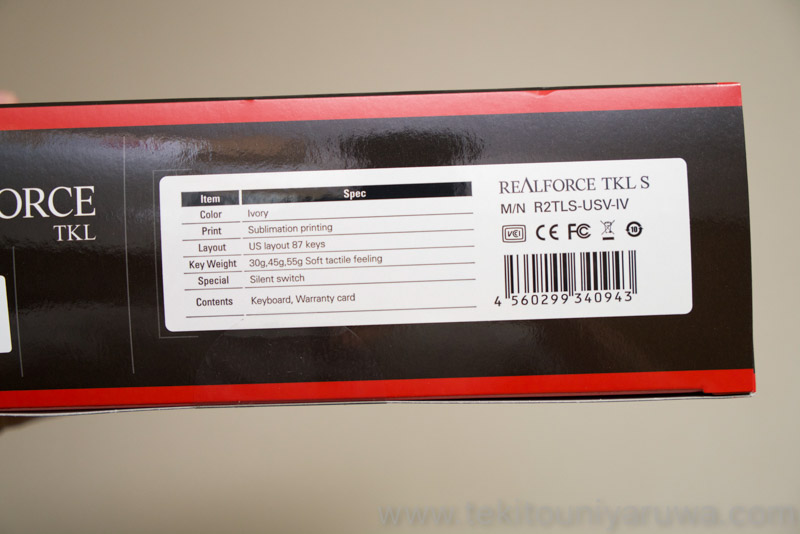 FORCE
TKL
Item Spec
Color Ivory
Print Sublimation printing
Layout US layout 87 keys
Key Weight 30g,45g,55g Soft tactile feeling
Special Silent switch
Contents Keyboard, Warranty card
REALFORCE TKL S
M/N R2TLS-USV-IV
VCI CE FC 10
4 560299 340943
www.tekitouniyaruwa.com